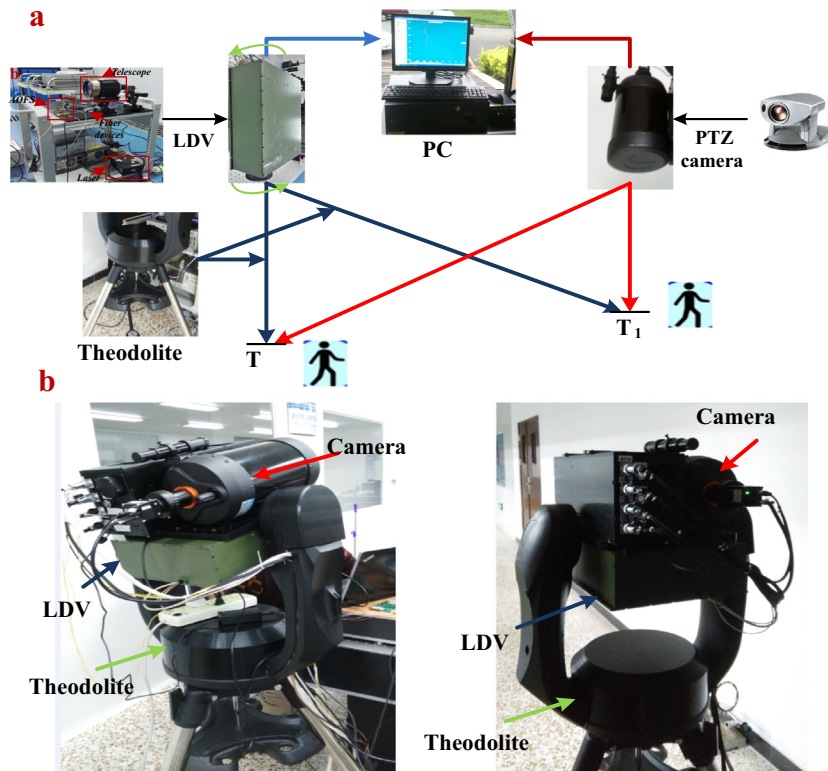 a
b
Telescope
AOFS
Fiber
devices
Laser
LDV
PC
PTZ
camera
Theodolite
T
T1
b
Camera
LDV
Theodolite
Camera
LDV
Theodolite